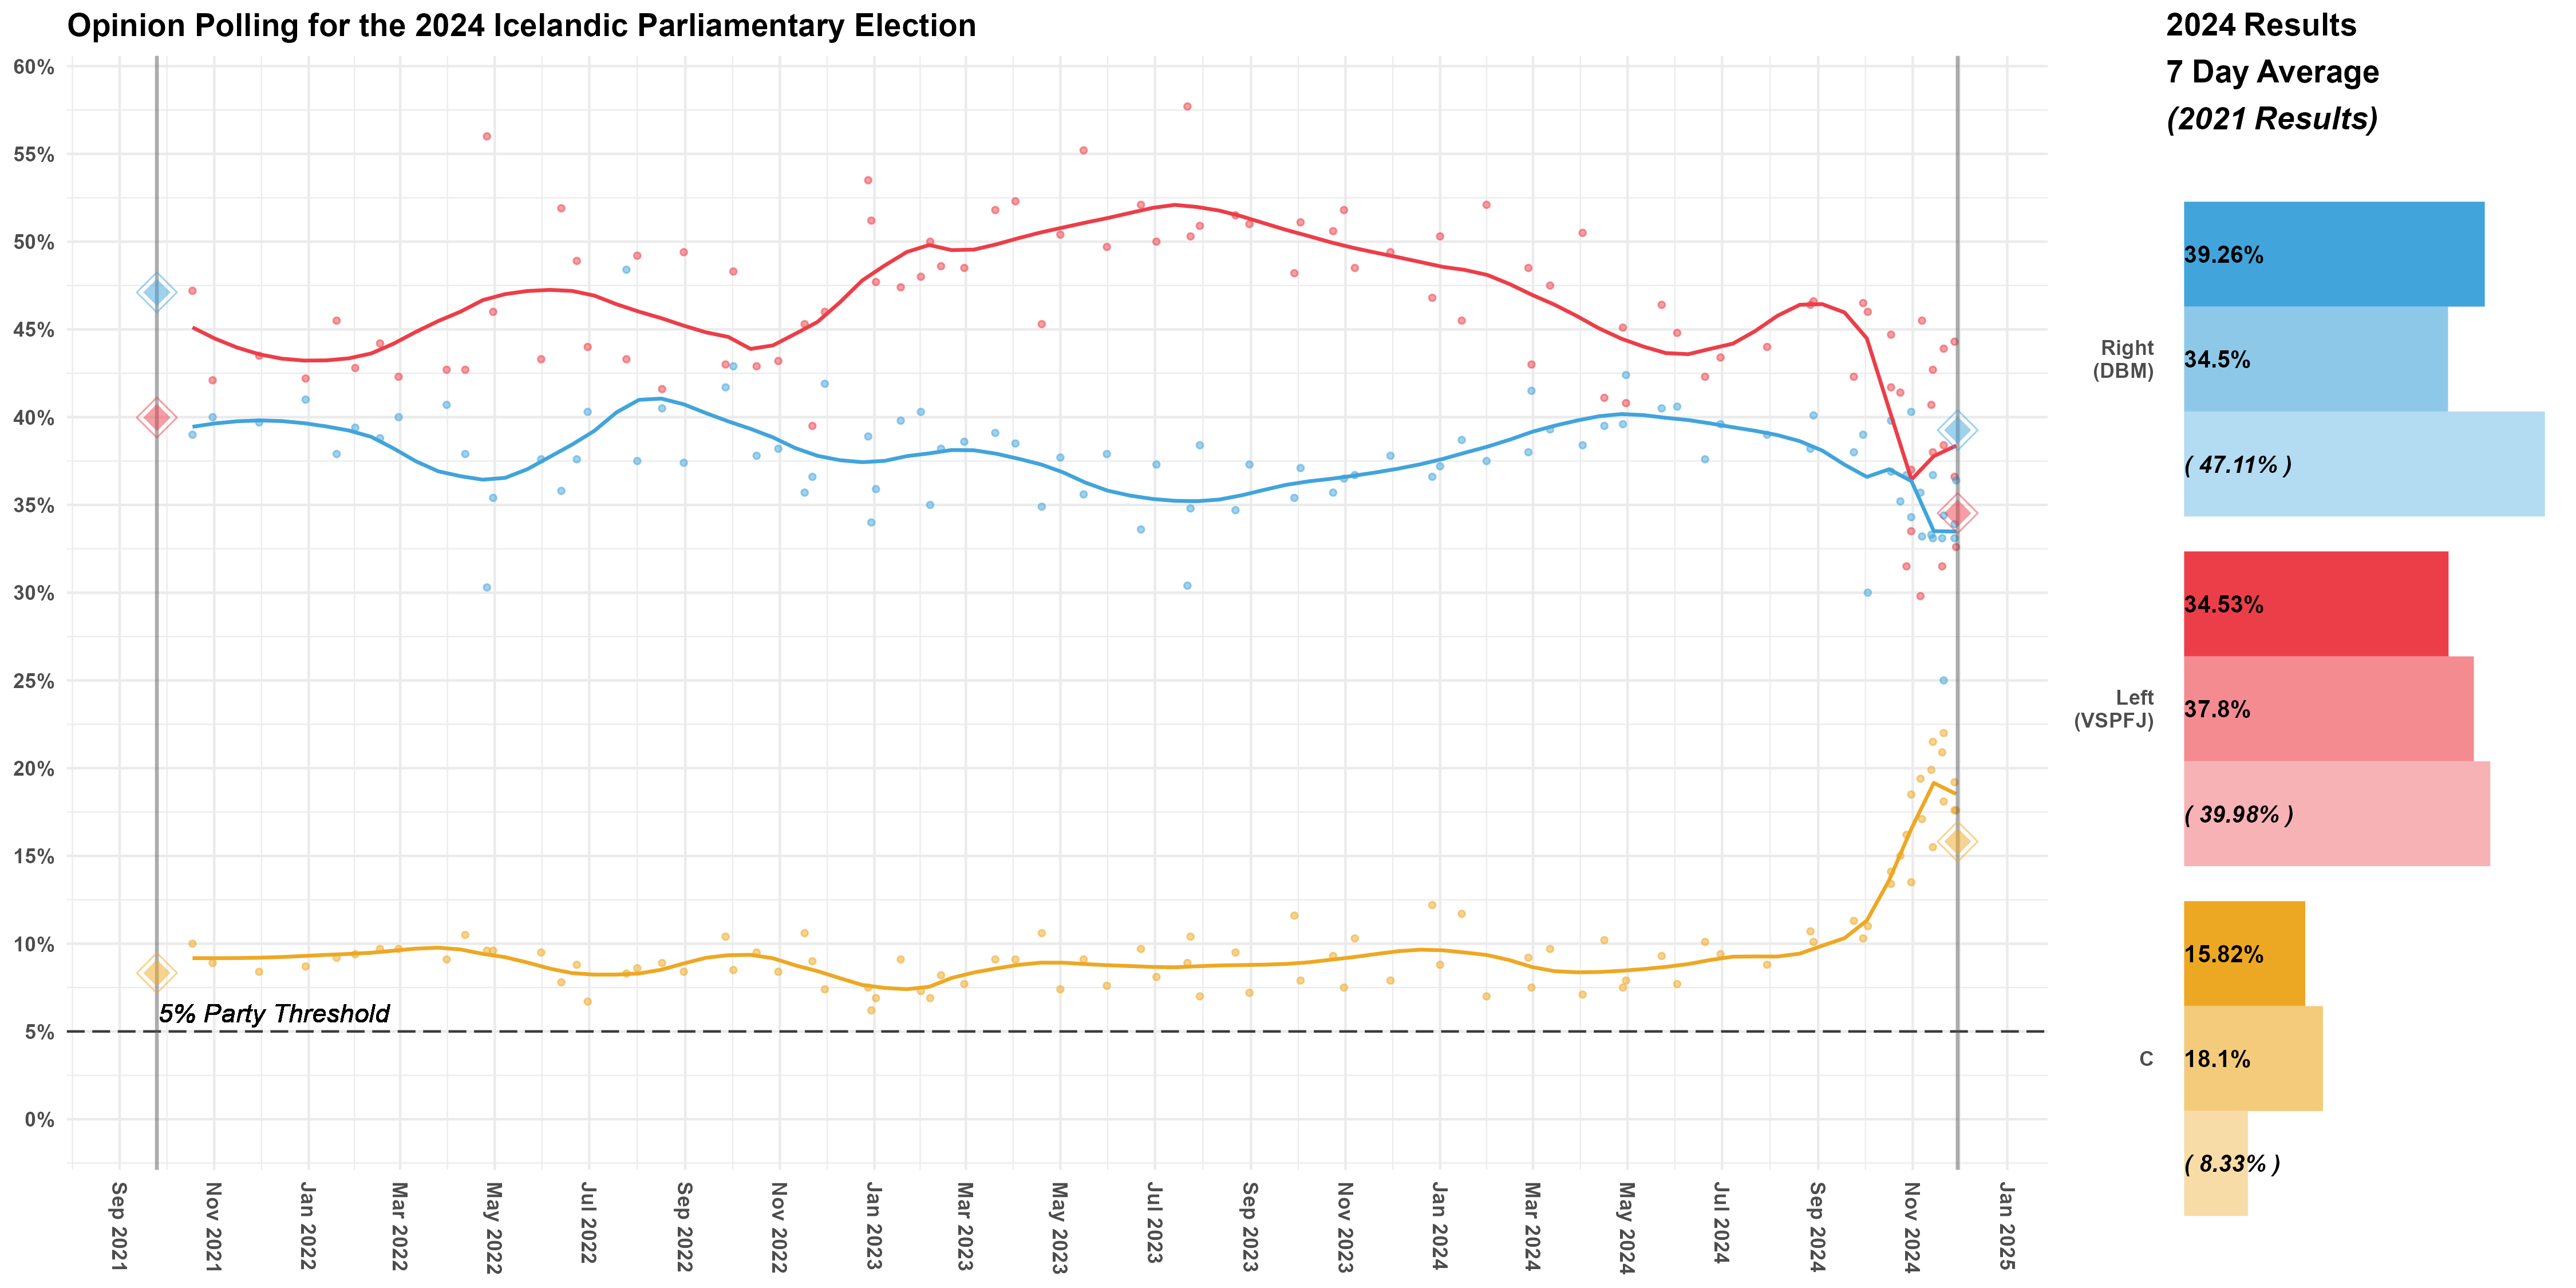 Opinion Polling for the 2024 Icelandic Parliamentary Election
60%
55%
50%
45%
40%
35%
30%
25%
20%
15%
10%
5%
0%
5% Party Threshold
Sep 2021
Nov 2021
Jan 2022
Mar 2022
May 2022
Jul 2022
Sep 2022
Nov 2022
Jan 2023
Mar 2023
May 2023
Jul 2023
Sep 2023
Nov 2023
Jan 2024
Mar 2024
May 2024
Jul 2024
Sep 2024
Nov 2024
Jan 2025
2024 Results
7 Day Average
(2021 Results)
Right
(DBM)
39.26%
34.5%
( 47.11% )
Left
(VSPFJ)
34.53%
37.8%
( 39.98% )
C
15.82%
18.1%
( 8.33% )